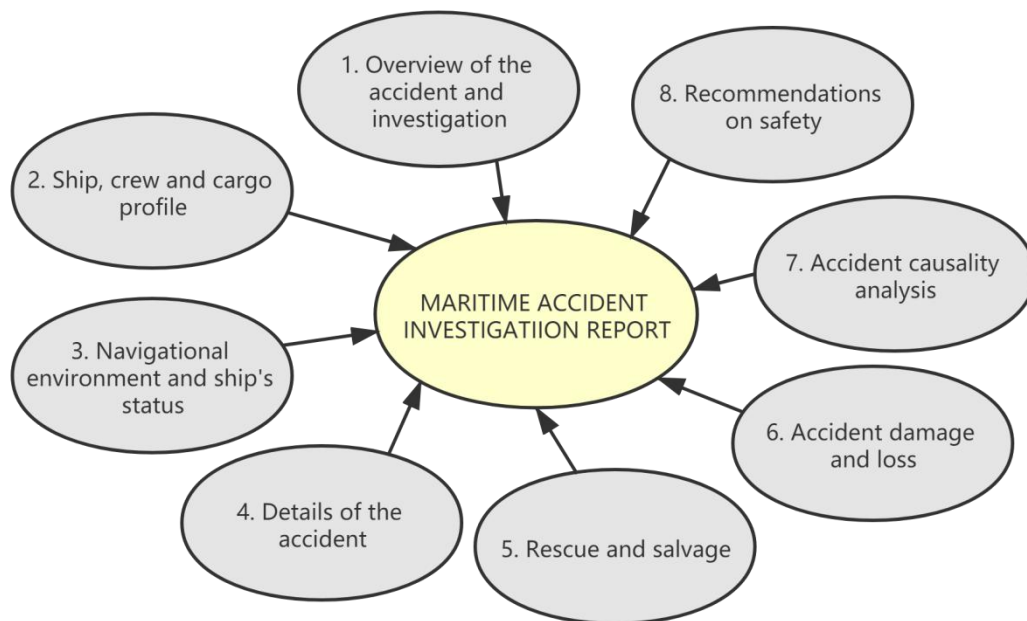 1. Overview of the
accident and
investigation
8. Recommendations
on safety
2. Ship, crew and cargo
profile
7. Accident causality
analysis
MARITIME ACCIDENT
INVESTIGATIION REPORT
3. Navigational
environment and ship's
status
6. Accident damage
and loss
4. Details of the
accident
5. Rescue and salvage